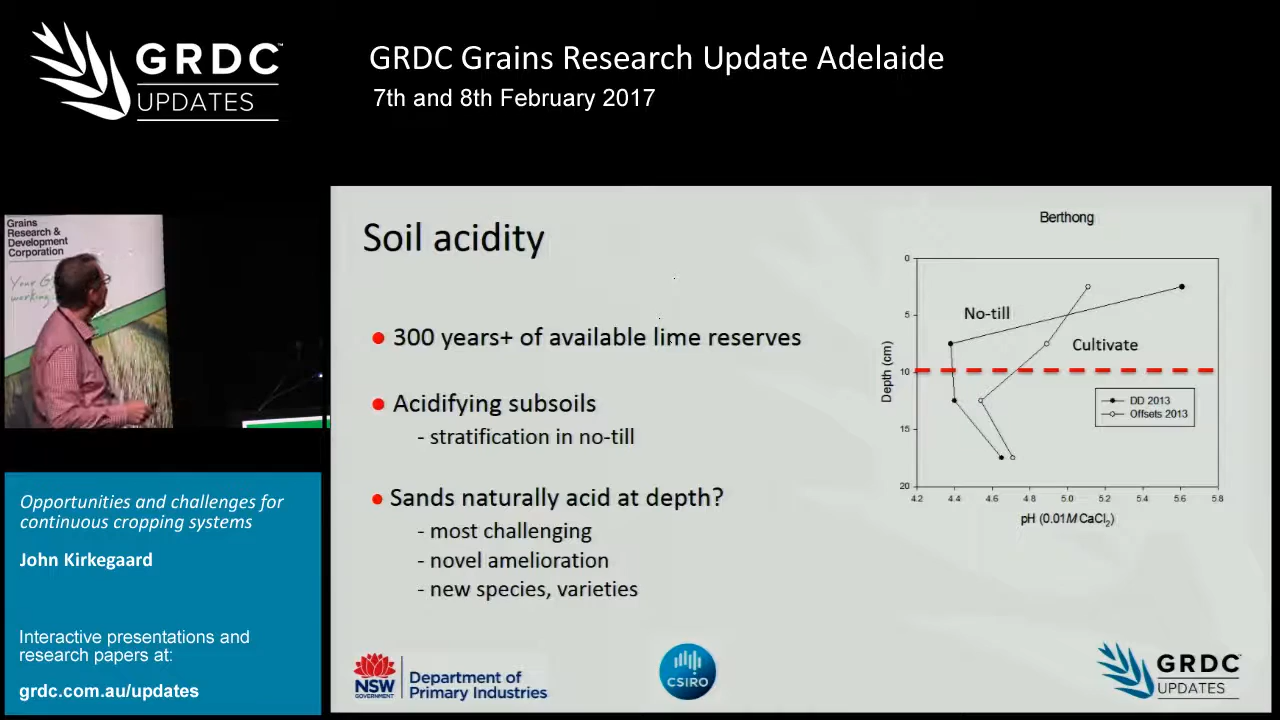 GRDC™
UPDATES
GRDC Grains Research Update Adelaide
7th and 8th February 2017
Grains
Research &
Development
Corporation
Your G
working
Opportunities and challenges for
continuous cropping systems
John Kirkegaard
Interactive presentations and
research papers at:
grdc.com.au/updates
Soil acidity
• 300 years+ of available lime reserves
• Acidifying subsoils
- stratification in no-till
• Sands naturally acid at depth?
- most challenging
- novel amelioration
- new species, varieties
Berthong
Depth (cm)
0
5
10
15
20
No-till
Cultivate
DD 2013
Offsets 2013
4.2 4.4 4.6 4.8 5.0 5.2 5.4 5.6 5.8
pH (0.01M CaCl₂)
NSW
GOVERNMENT
Department of
Primary Industries
CSIRO
GRDC™
UPDATES